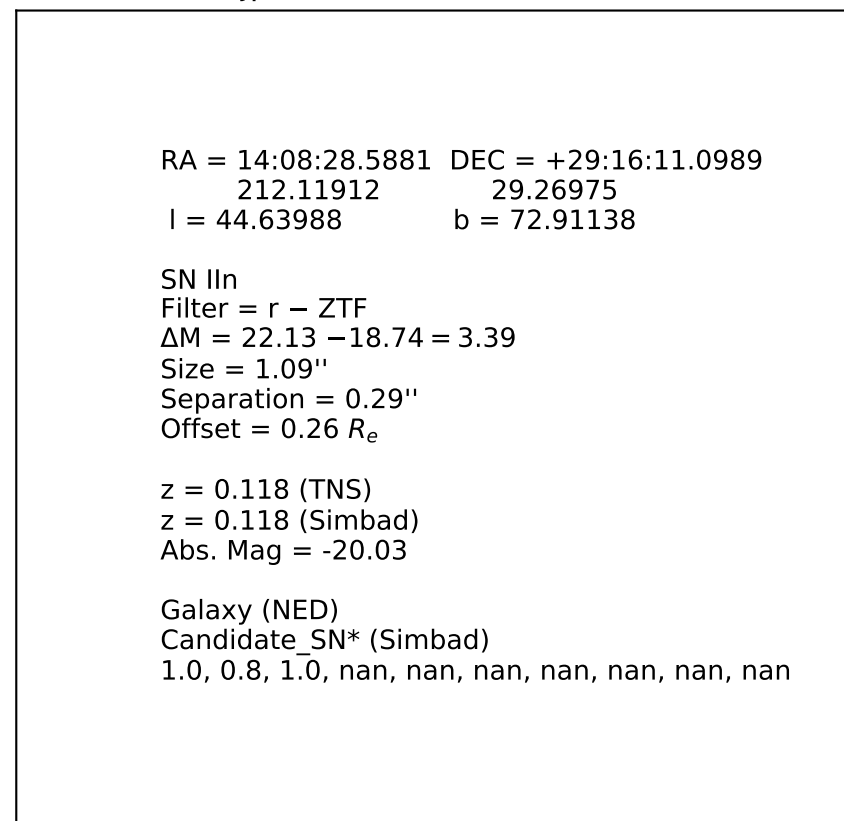 RA = 14:08:28.5881 DEC = +29:16:11.0989
212.11912 29.26975
l = 44.63988 b = 72.91138
SN IIn
Filter = r − ZTF
ΔM = 22.13 −18.74 = 3.39
Size = 1.09''
Separation = 0.29''
Offset = 0.26 Re
z = 0.118 (TNS)
z = 0.118 (Simbad)
Abs. Mag = -20.03
Galaxy (NED)
Candidate_SN* (Simbad)
1.0, 0.8, 1.0, nan, nan, nan, nan, nan, nan, nan